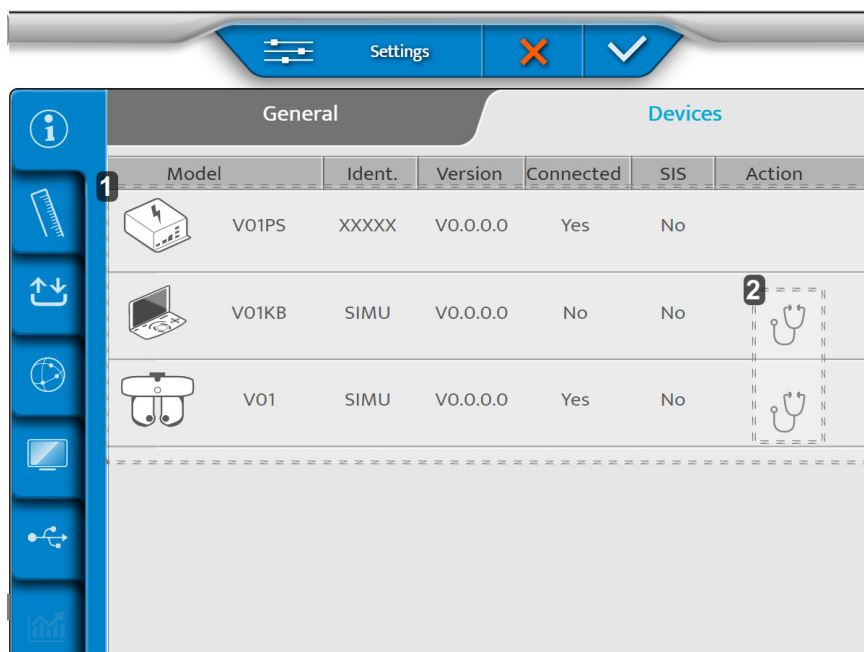 Settings
General Devices
1 Model Ident. Version Connected SIS Action
V01PS XXXXX V0.0.0.0 Yes No
2
V01KB SIMU V0.0.0.0 No No
V01 SIMU V0.0.0.0 Yes No